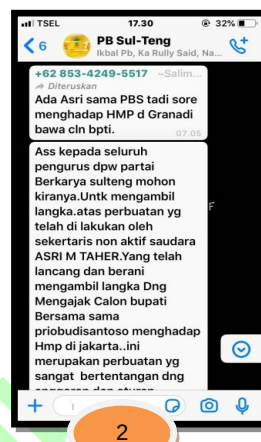 TSEL 17.30 32%
6 PB Sul-Teng
Ikbal Pb, Ka Rully Said, Na...
+62 853-4249-5517 ~Salim...
Diteruskan
Ada Asri sama PBS tadi sore
menghadap HMP d Granadi
bawa cln bpti.
07.05
Ass kepada seluruh
pengurus dpw partai
Berkarya sulteng mohon
kiranya.Untk mengambil
langka.atas perbuatan yg
telah di lakukan oleh
sekertaris non aktif saudara
ASRI M TAHER.Yang telah
lancang dan berani
mengambil langka Dng
Mengajak Calon bupati
Bersama sama
priobudisantoso menghadap
Hmp di jakarta..ini
merupakan perbuatan yg
sangat bertentangan dng
F
2